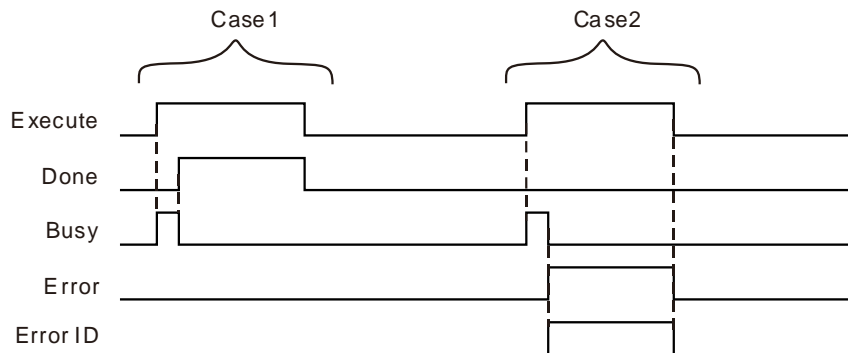 Case1
Case2
Execute
Done
Busy
Error
Error ID